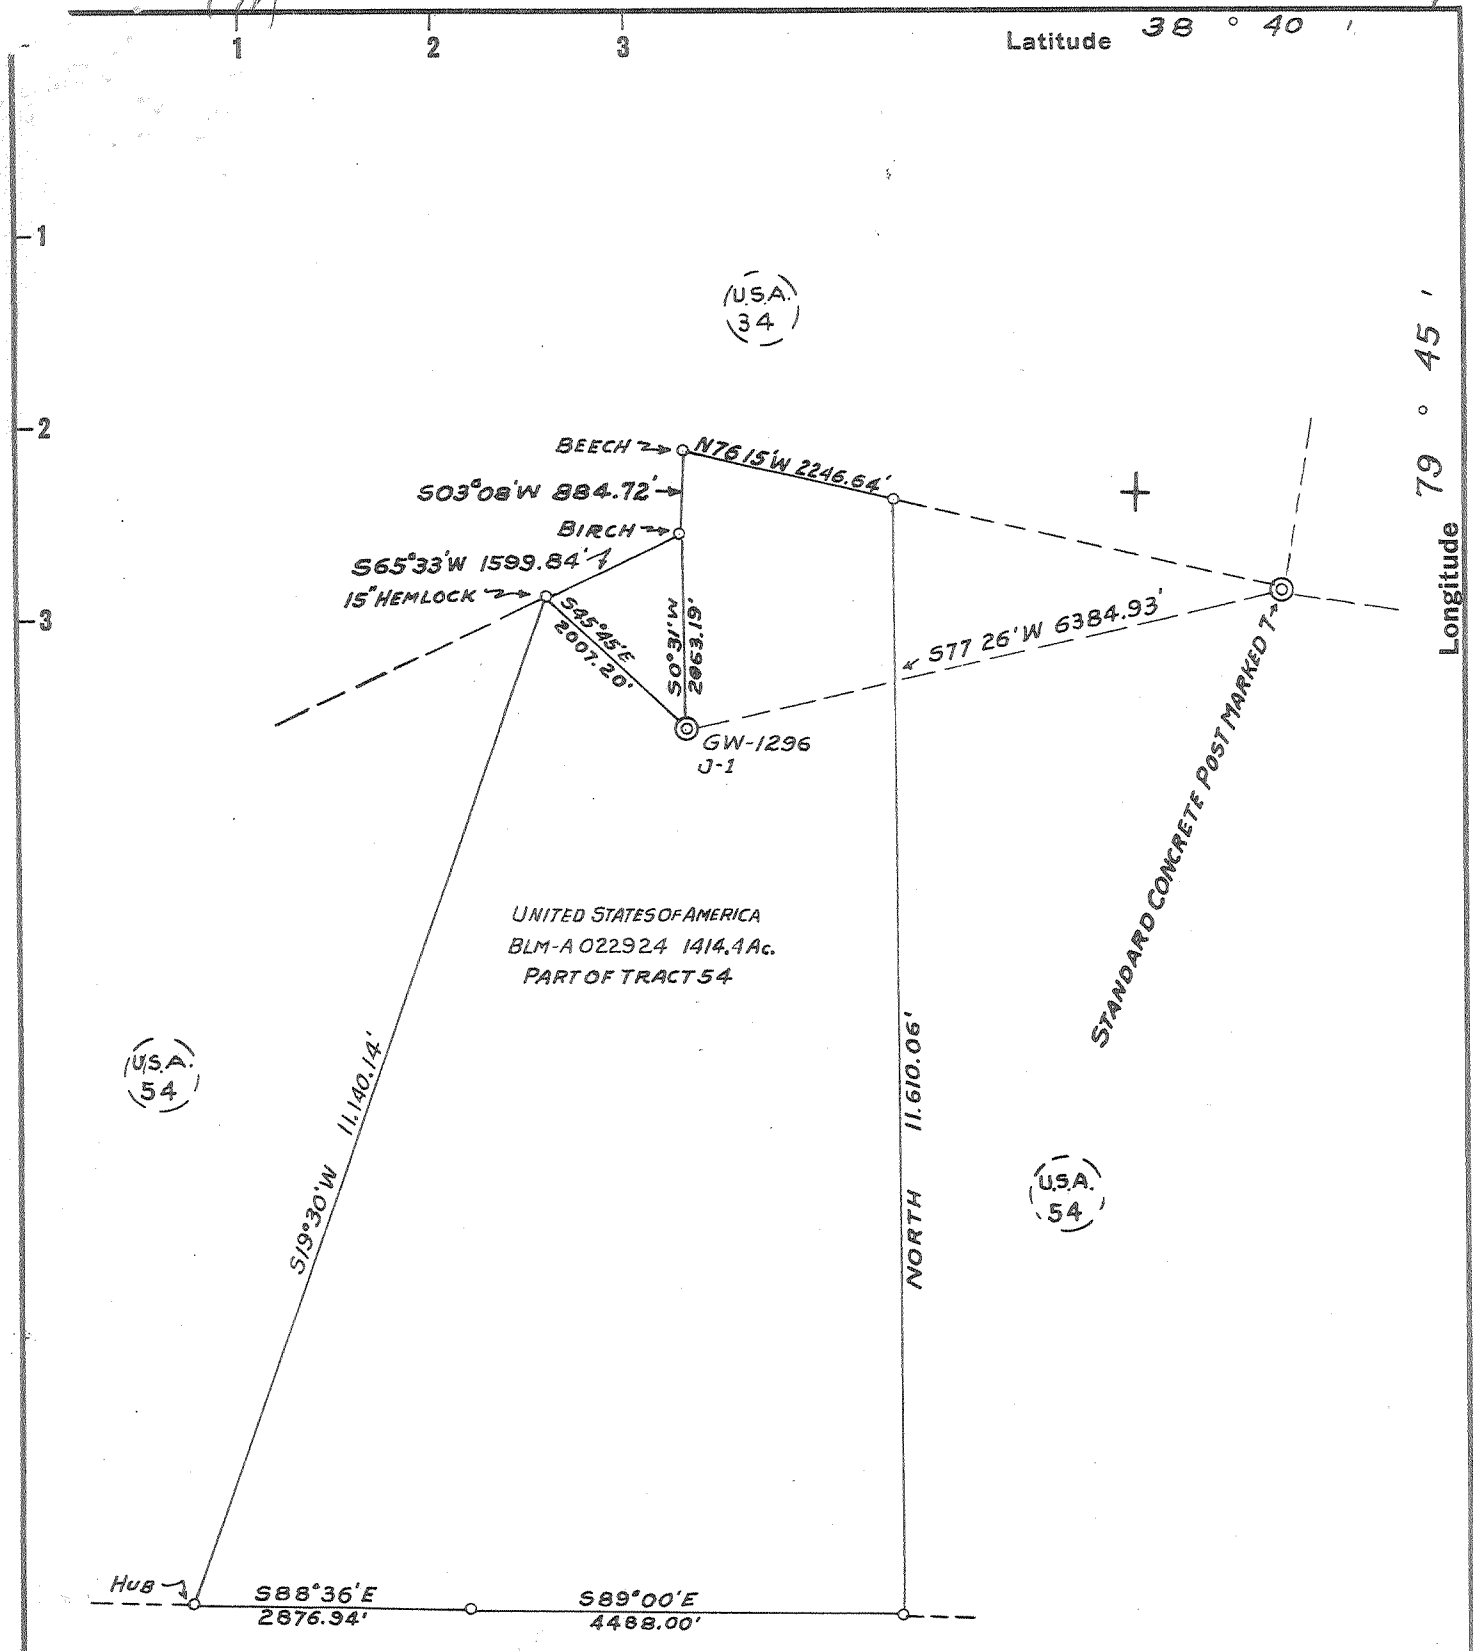 1 2 3 Latitude 38 ° 40 '
1
2
3
Longitude 79 ° 45 '
U.S.A.
34
BEECH
N76 15'W 2246.64'
S03°08'W 884.72'
BIRCH
S65°33'W 1599.84'
15" HEMLOCK
S45°45'E
2007.20'
S0°31'W
2063.19'
S77 26'W 6384.93'
GW-1296
J-1
STANDARD CONCRETE POST MARKED 7
UNITED STATES OF AMERICA
BLM-A 022924 1414.4 Ac.
PART OF TRACT 54
U.S.A.
54
S19°30'W 11,140.14'
NORTH 11,610.06'
U.S.A.
54
HUB
S88°36'E
2876.94'
S89°00'E
4488.00'